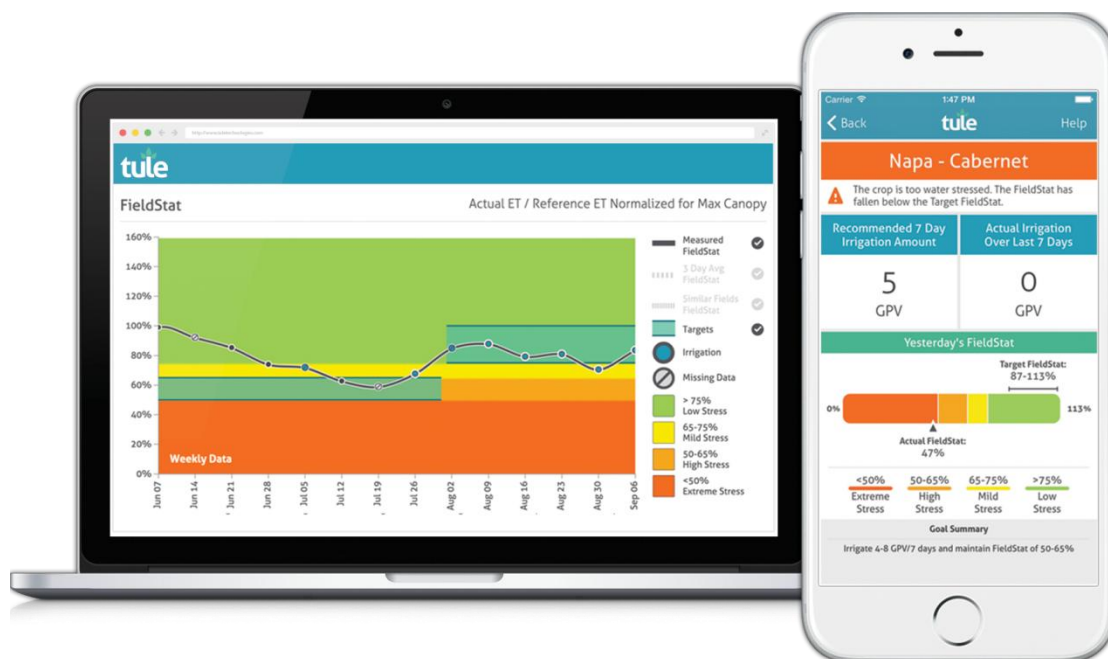 tule
FieldStat
Actual ET / Reference ET Normalized for Max Canopy
160%
140%
120%
100%
80%
60%
40%
20%
0%
Weekly Data
Jun 07
Jun 14
Jun 21
Jun 28
Jul 05
Jul 12
Jul 19
Jul 26
Aug 02
Aug 09
Aug 16
Aug 23
Aug 30
Sep 06
Measured
FieldStat
3 Day Avg
FieldStat
Similar Fields
FieldStat
Targets
Irrigation
Missing Data
> 75%
Low Stress
65-75%
Mild Stress
50-65%
High Stress
<50%
Extreme Stress
Carrier
1:47 PM
Back
tule
Help
Napa - Cabernet
The crop is too water stressed. The FieldStat has
fallen below the Target FieldStat.
Recommended 7 Day
Irrigation Amount
Actual Irrigation
Over Last 7 Days
5
GPV
0
GPV
Yesterday's FieldStat
Target FieldStat:
87-113%
0%
113%
Actual FieldStat:
47%
<50%
Extreme
Stress
50-65%
High
Stress
65-75%
Mild
Stress
>75%
Low
Stress
Goal Summary
Irrigate 4-8 GPV/7 days and maintain FieldStat of 50-65%